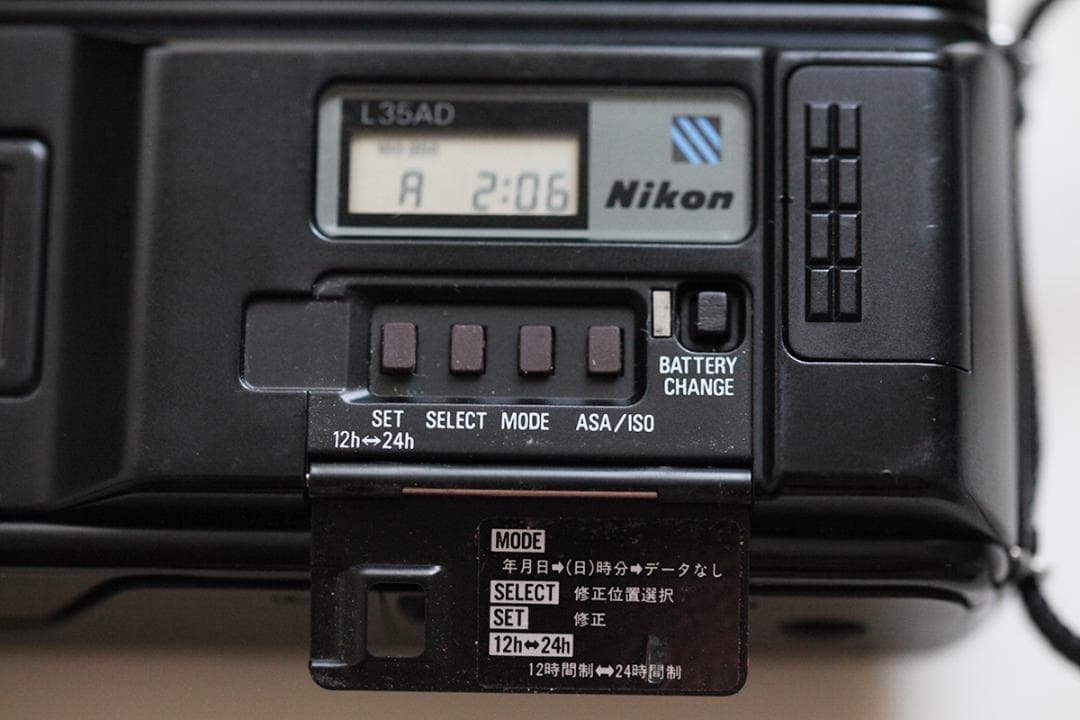 L35AD
A 2:06
Nikon
BATTERY
CHANGE
SET SELECT MODE ASA/ISO
12h↔24h
MODE
年月日➡(日)時分➡データなし
SELECT 修正位置選択
SET 修正
12h↔24h
12時間制↔24時間制